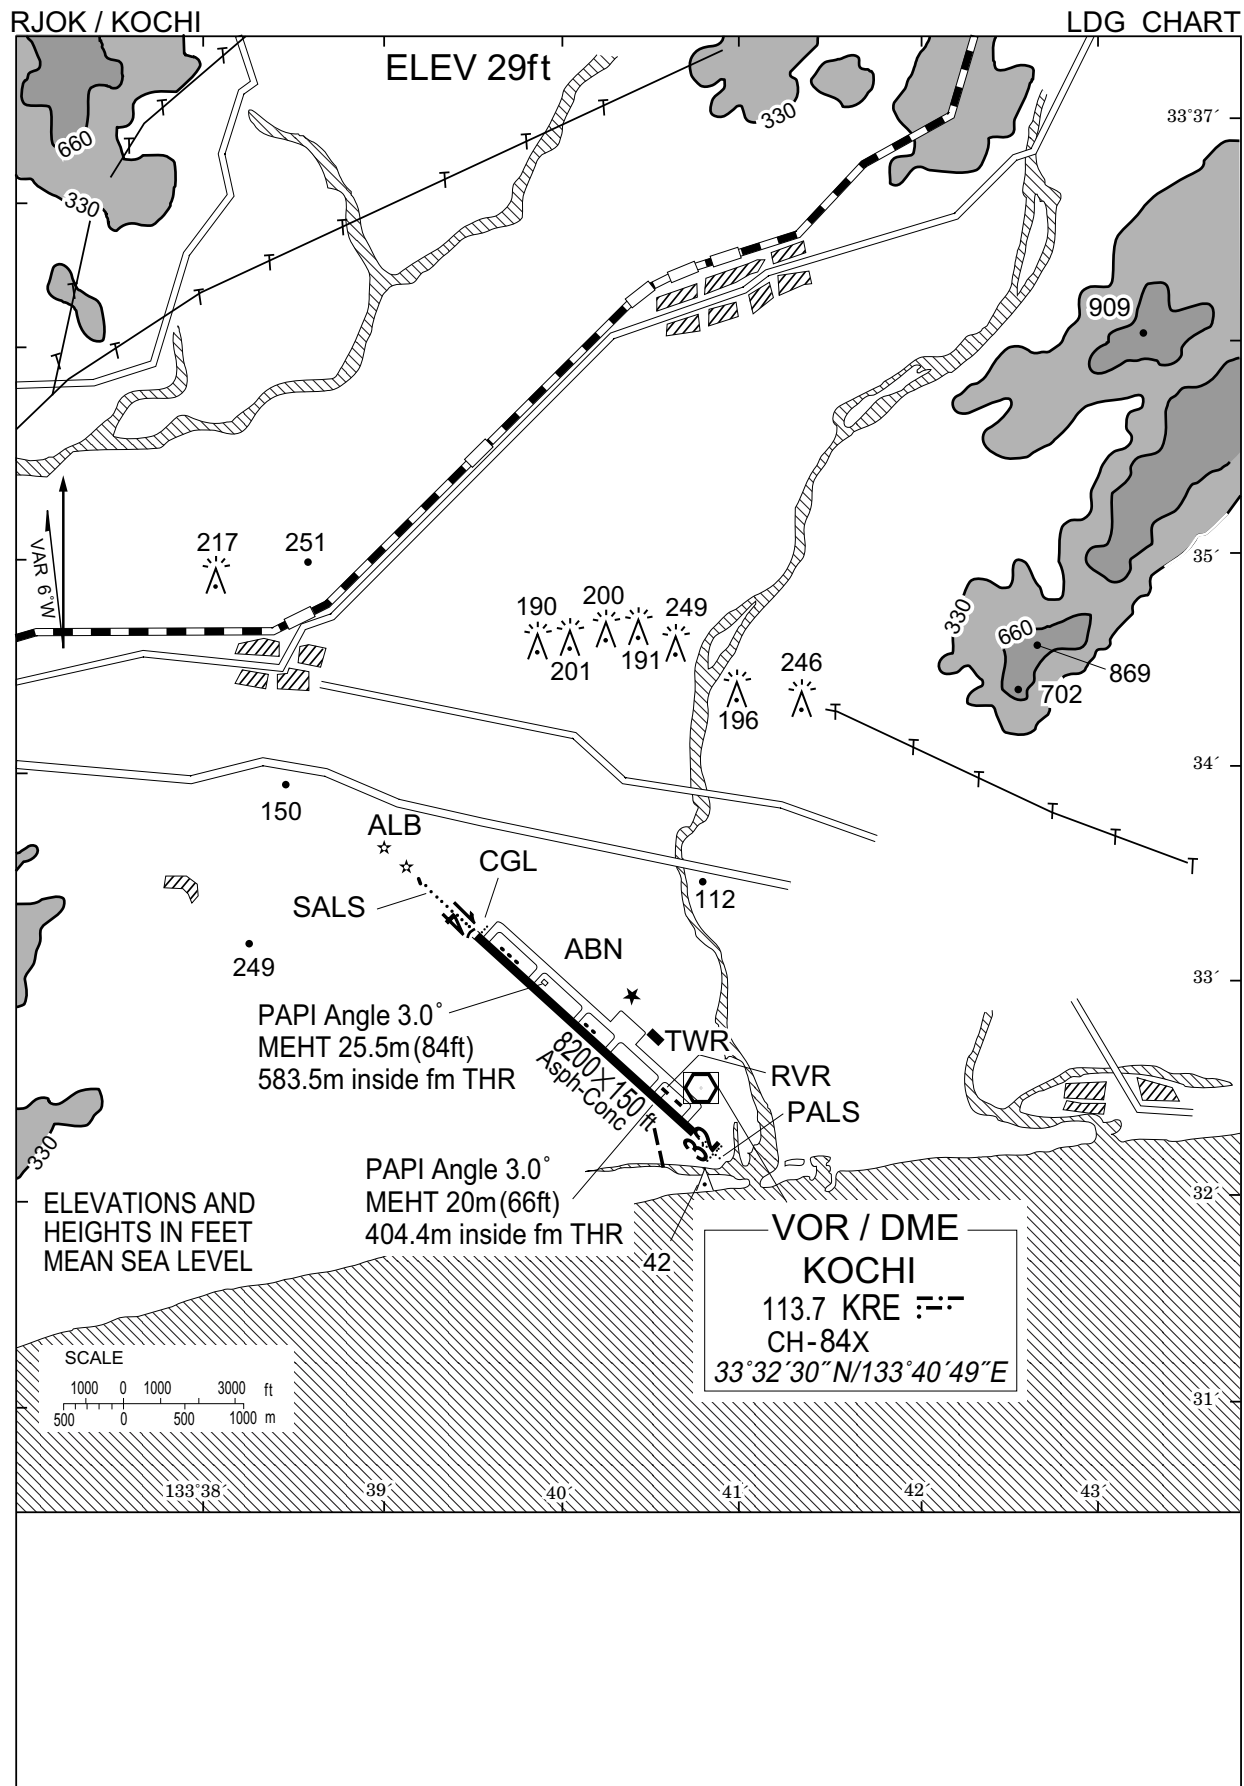 RJOK / KOCHI
LDG CHART
ELEV 29ft
660
330
330
33°37′
909
217
251
VAR 6°W
35′
190
200
249
201
191
196
246
330
660
869
702
34′
150
ALB
CGL
SALS
112
249
ABN
33′
14
PAPI Angle 3.0°
MEHT 25.5m(84ft)
583.5m inside fm THR
TWR
8200×150 ft
Asph-Conc
RVR
PALS
32
330
PAPI Angle 3.0°
MEHT 20m(66ft)
404.4m inside fm THR
42
32′
ELEVATIONS AND
HEIGHTS IN FEET
MEAN SEA LEVEL
VOR / DME
KOCHI
113.7 KRE
CH-84X
33°32′30″N/133°40′49″E
SCALE
1000 0 1000 3000 ft
500 0 500 1000 m
31′
133°38′ 39′ 40′ 41′ 42′ 43′